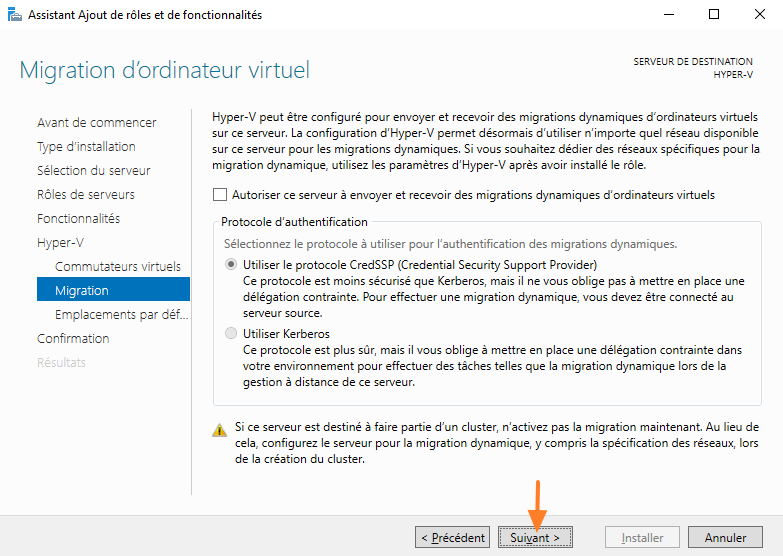 Assistant Ajout de rôles et de fonctionnalités
Migration d'ordinateur virtuel
SERVEUR DE DESTINATION
HYPER-V
Avant de commencer
Type d'installation
Sélection du serveur
Rôles de serveurs
Fonctionnalités
Hyper-V
Commutateurs virtuels
Migration
Emplacements par déf...
Confirmation
Résultats
Hyper-V peut être configuré pour envoyer et recevoir des migrations dynamiques d'ordinateurs virtuels
sur ce serveur. La configuration d'Hyper-V permet désormais d'utiliser n'importe quel réseau disponible
sur ce serveur pour les migrations dynamiques. Si vous souhaitez dédier des réseaux spécifiques pour la
migration dynamique, utilisez les paramètres d'Hyper-V après avoir installé le rôle.
Autoriser ce serveur à envoyer et recevoir des migrations dynamiques d'ordinateurs virtuels
Protocole d'authentification
Sélectionnez le protocole à utiliser pour l'authentification des migrations dynamiques.
Utiliser le protocole CredSSP (Credential Security Support Provider)
Ce protocole est moins sécurisé que Kerberos, mais il ne vous oblige pas à mettre en place une
délégation contrainte. Pour effectuer une migration dynamique, vous devez être connecté au
serveur source.
Utiliser Kerberos
Ce protocole est plus sûr, mais il vous oblige à mettre en place une délégation contrainte dans
votre environnement pour effectuer des tâches telles que la migration dynamique lors de la
gestion à distance de ce serveur.
Si ce serveur est destiné à faire partie d'un cluster, n'activez pas la migration maintenant. Au lieu de
cela, configurez le serveur pour la migration dynamique, y compris la spécification des réseaux, lors
de la création du cluster.
< Précédent
Suivant >
Installer
Annuler